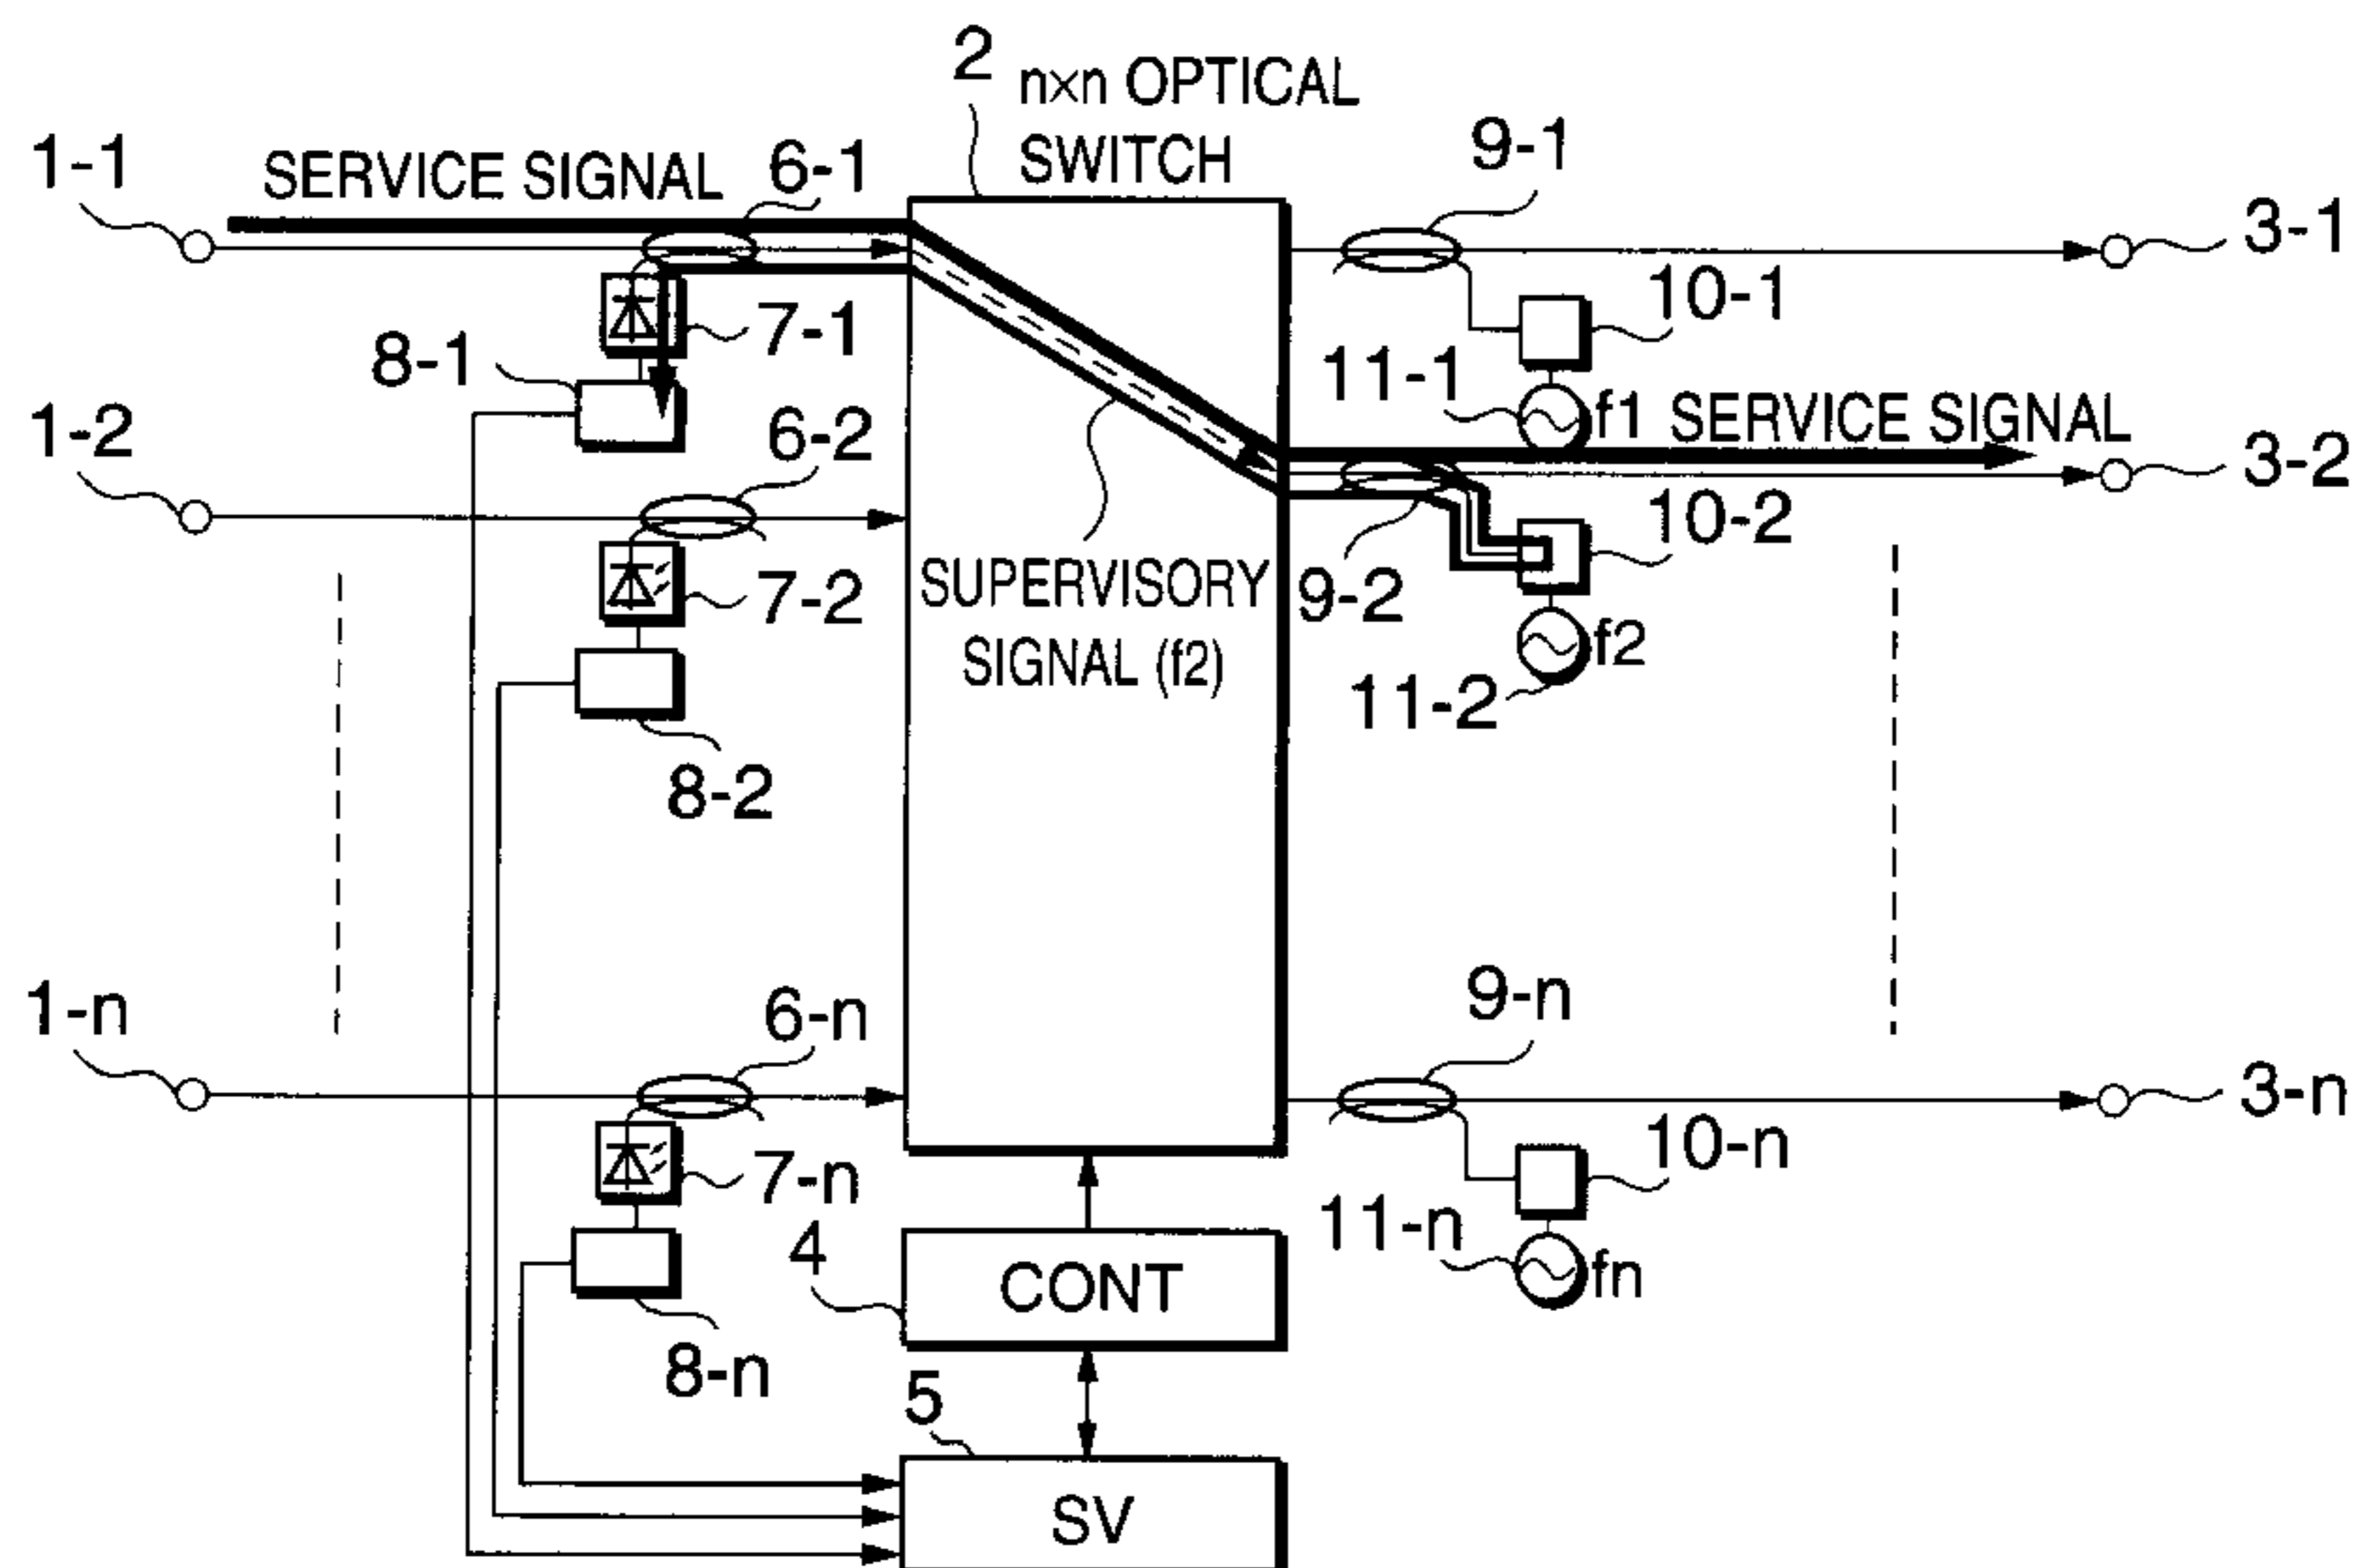 2
n×n OPTICAL
SWITCH
1-1
SERVICE SIGNAL
6-1
9-1
3-1
7-1
10-1
8-1
11-1
f1
SERVICE SIGNAL
1-2
6-2
3-2
10-2
7-2
SUPERVISORY
SIGNAL (f2)
9-2
f2
11-2
8-2
1-n
6-n
9-n
3-n
7-n
10-n
11-n
4
CONT
fn
8-n
5
SV